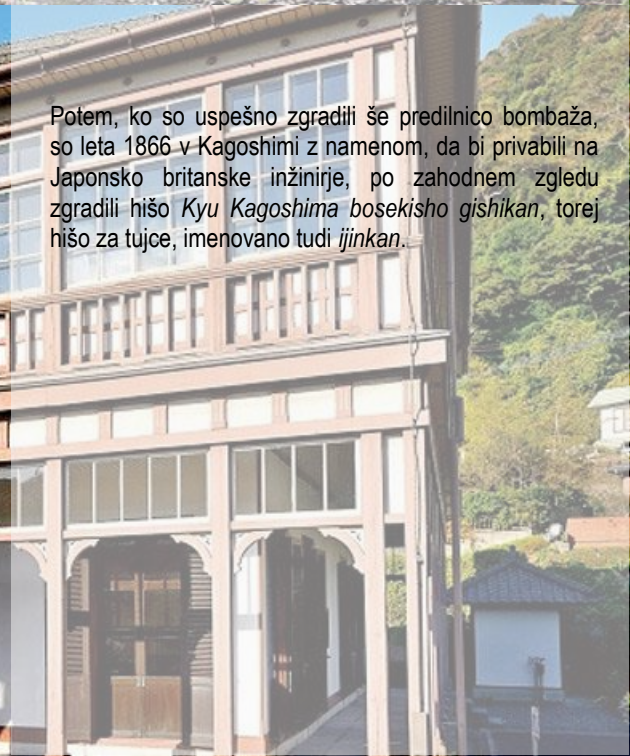 Potem, ko so uspešno zgradili še predilnico bombaža,
so leta 1866 v Kagoshimi z namenom, da bi privabili na
Japonsko britanske inžinirje, po zahodnem zgledu
zgradili hišo Kyu Kagoshima bosekisho gishikan, torej
hišo za tujce, imenovano tudi ijinkan.